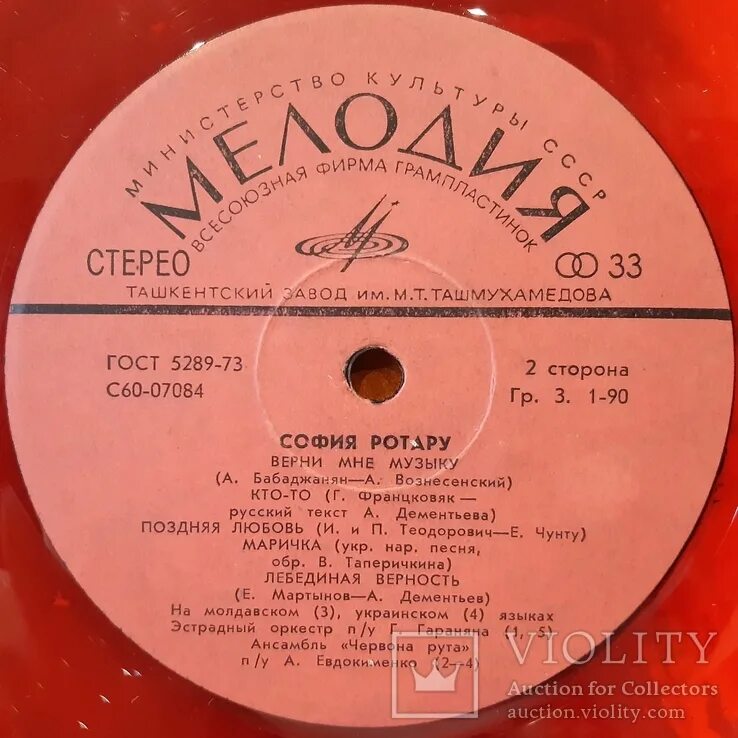 МИНИСТЕРСТВО КУЛЬТУРЫ СССР
МЕЛОДИЯ
ВСЕСОЮЗНАЯ ФИРМА ГРАМПЛАСТИНОК
СТЕРЕО
33
ТАШКЕНТСКИЙ ЗАВОД ИМ. М.Т. ТАШМУХАМЕДОВА
ГОСТ 5289-73
С60-07084
2 сторона
Гр. 3. 1-90
СОФИЯ РОТАРУ
ВЕРНИ МНЕ МУЗЫКУ
(А. Бабаджанян—А. Вознесенский)
КТО-ТО (Г. Францковяк —
русский текст А. Дементьева)
ПОЗДНЯЯ ЛЮБОВЬ (И. и П. Теодорович—Е. Чунту)
МАРИЧКА (укр. нар. песня,
обр. В. Таперичкина)
ЛЕБЕДИНАЯ ВЕРНОСТЬ
(Е. Мартынов—А. Дементьев)
На молдавском (3), украинском (4) языках
Эстрадный оркестр п/у Г. Гараняна (1, 5)
Ансамбль «Червона рута»
п/у А. Евдокименко (2—4)
VIOLITY
Auction for Collectors
auction.violity.com